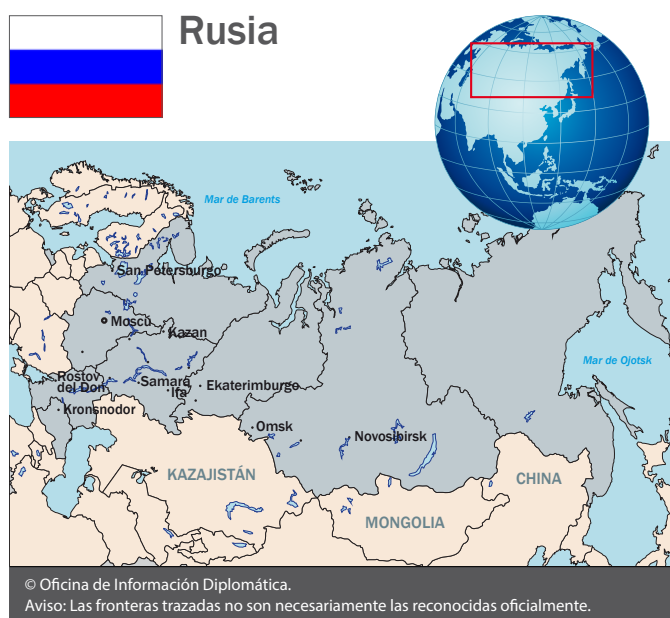 Rusia
Mar de Barents
San Petersburgo
Moscú
Kazan
Mar de Ojotsk
Rostov
del Don
Samara
Ifa
Ekaterimburgo
Kronsnodor
Omsk
Novosibirsk
KAZAJISTÁN
CHINA
MONGOLIA
© Oficina de Información Diplomática.
Aviso: Las fronteras trazadas no son necesariamente las reconocidas oficialmente.